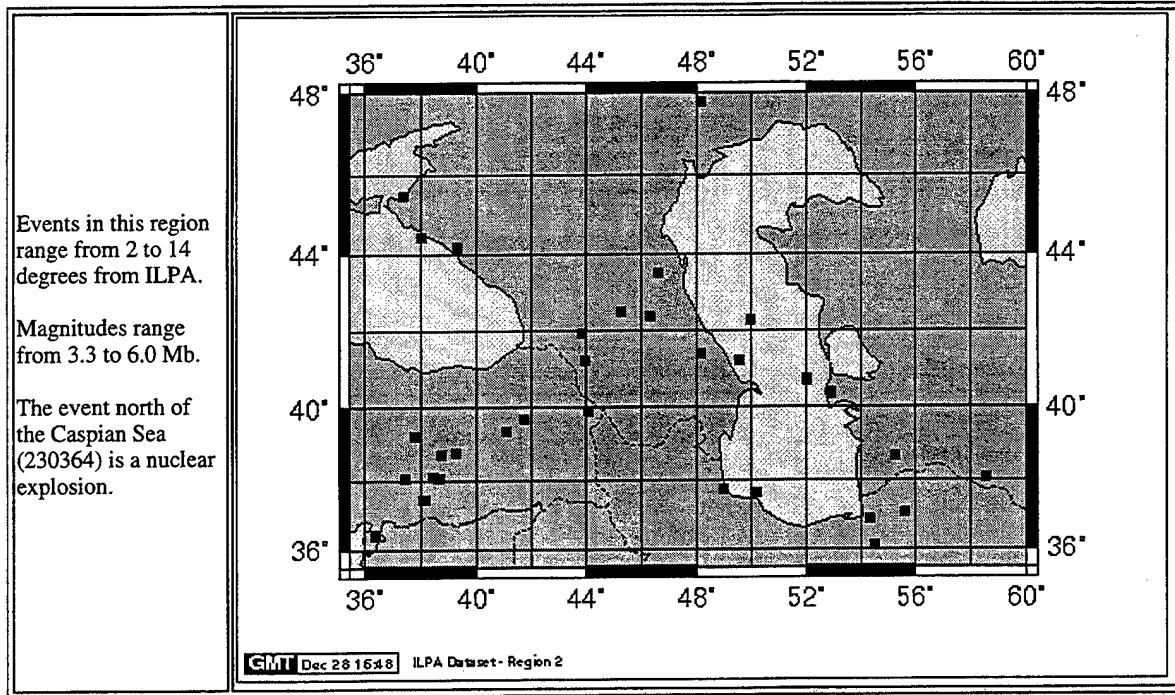 Events in this region
range from 2 to 14
degrees from ILPA.
Magnitudes range
from 3.3 to 6.0 Mb.
The event north of
the Caspian Sea
(230364) is a nuclear
explosion.
36° 40° 44° 48° 52° 56° 60°
48° 48°
44° 44°
40° 40°
36° 36°
36° 40° 44° 48° 52° 56° 60°
GMT Dec 28 16:48 ILPA Dataset - Region 2